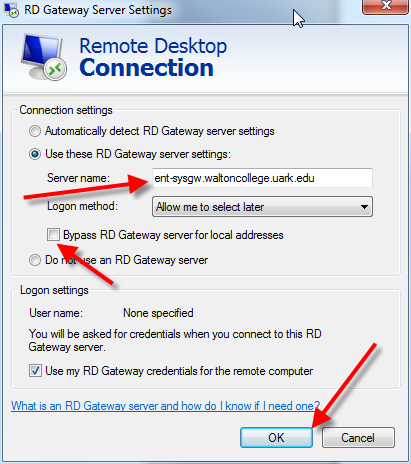 RD Gateway Server Settings
Remote Desktop
Connection
Connection settings
Automatically detect RD Gateway server settings
Use these RD Gateway server settings:
Server name: ent-sysgw.waltoncollege.uark.edu
Logon method: Allow me to select later
Bypass RD Gateway server for local addresses
Do not use an RD Gateway server
Logon settings
User name: None specified
You will be asked for credentials when you connect to this RD
Gateway server.
Use my RD Gateway credentials for the remote computer
What is an RD Gateway server and how do I know if I need one?
OK Cancel